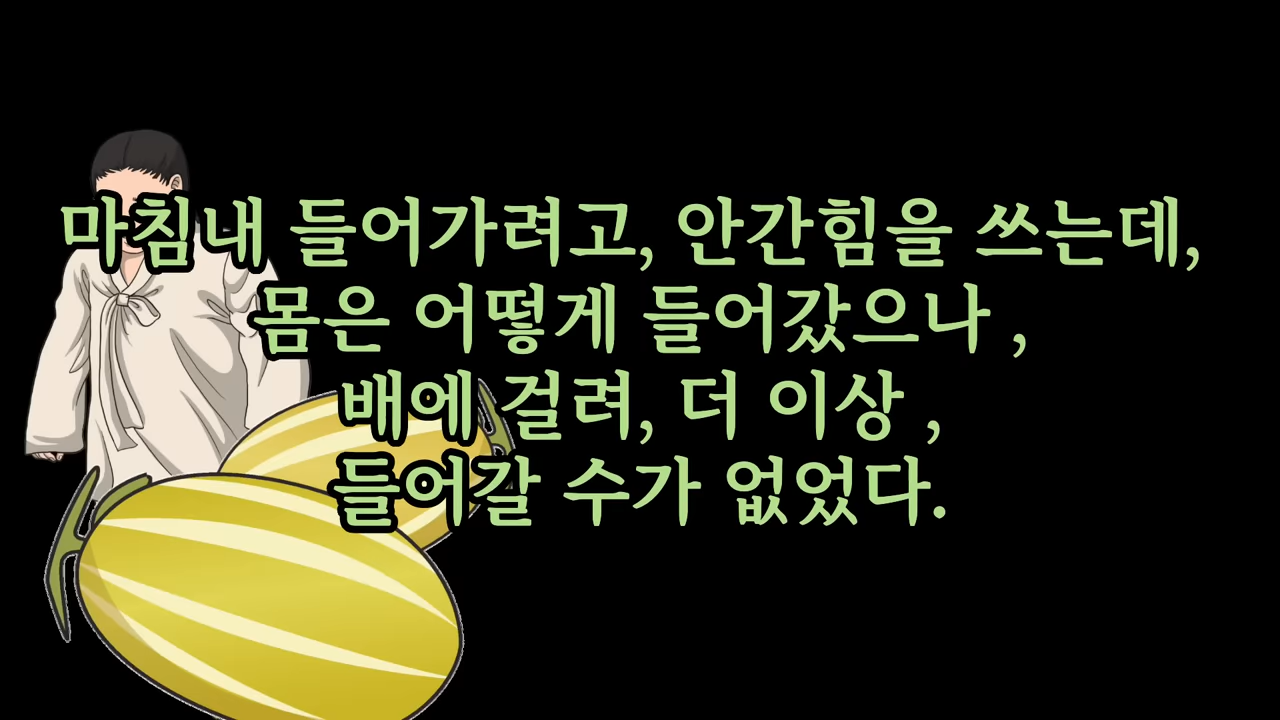 마침내 들어가려고, 안간힘을 쓰는데,
몸은 어떻게 들어갔으나 ,
배에 걸려, 더 이상 ,
들어갈 수가 없었다.